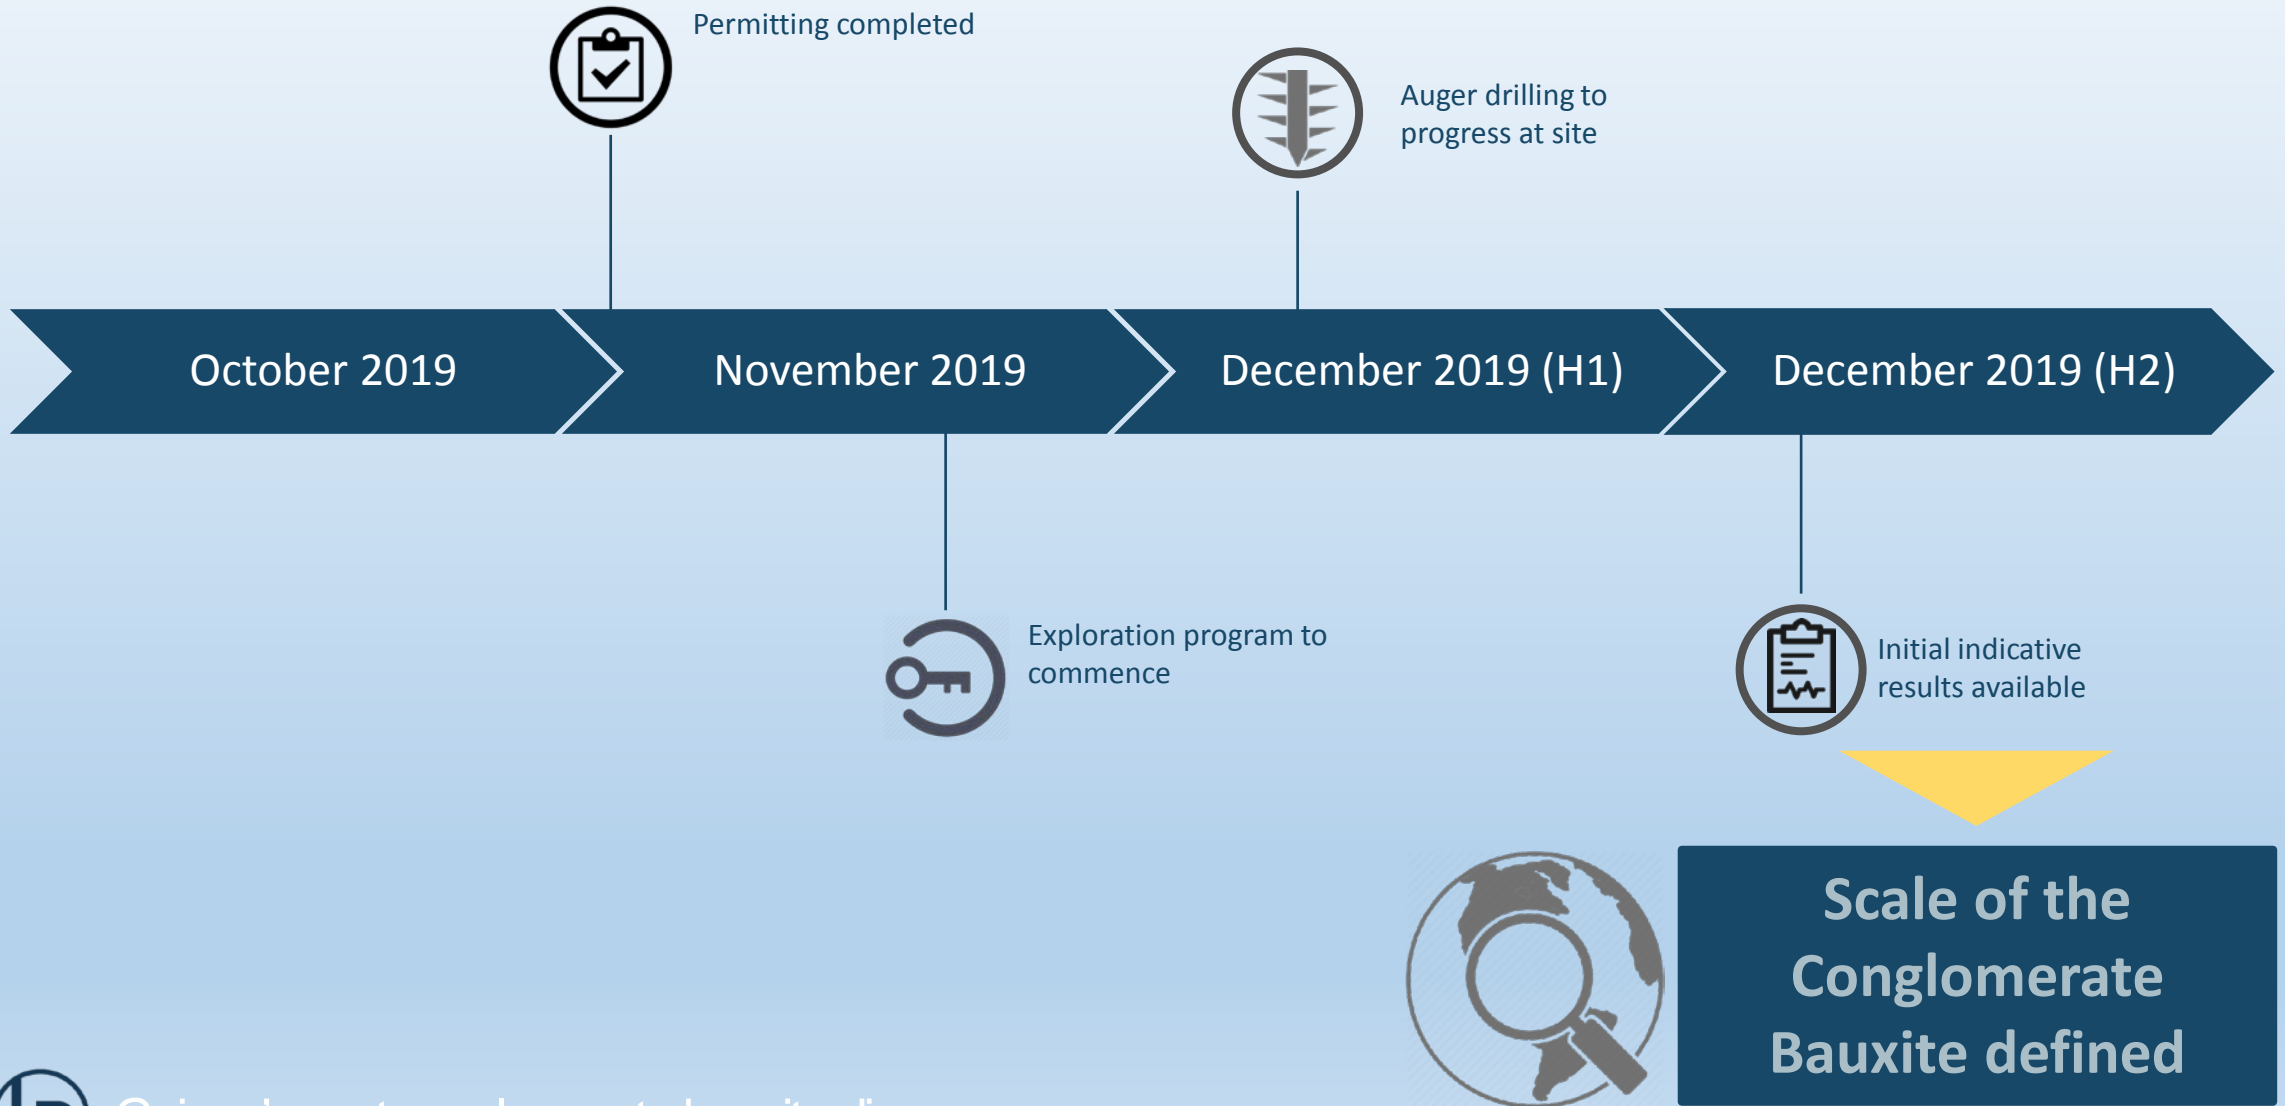 Permitting completed
Auger drilling to
progress at site
October 2019
November 2019
December 2019 (H1)
December 2019 (H2)
Exploration program to
commence
Initial indicative
results available
Scale of the
Conglomerate
Bauxite defined